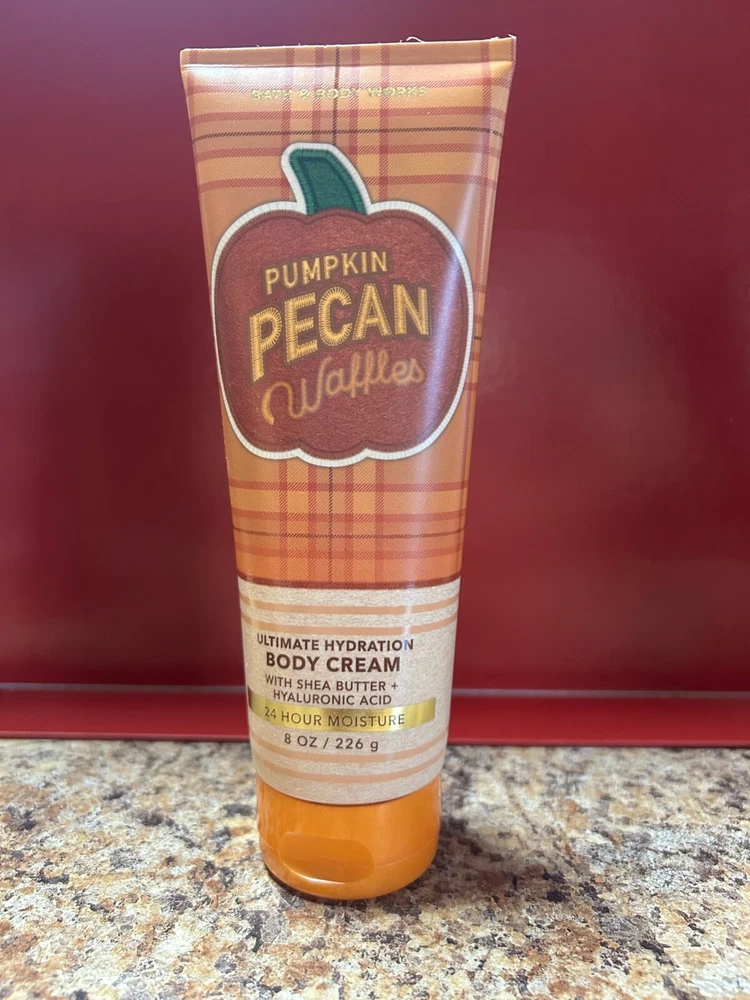 BATH & BODY WORKS
PUMPKIN
PECAN
Waffles
ULTIMATE HYDRATION
BODY CREAM
WITH SHEA BUTTER +
HYALURONIC ACID
24 HOUR MOISTURE
8 OZ / 226 g